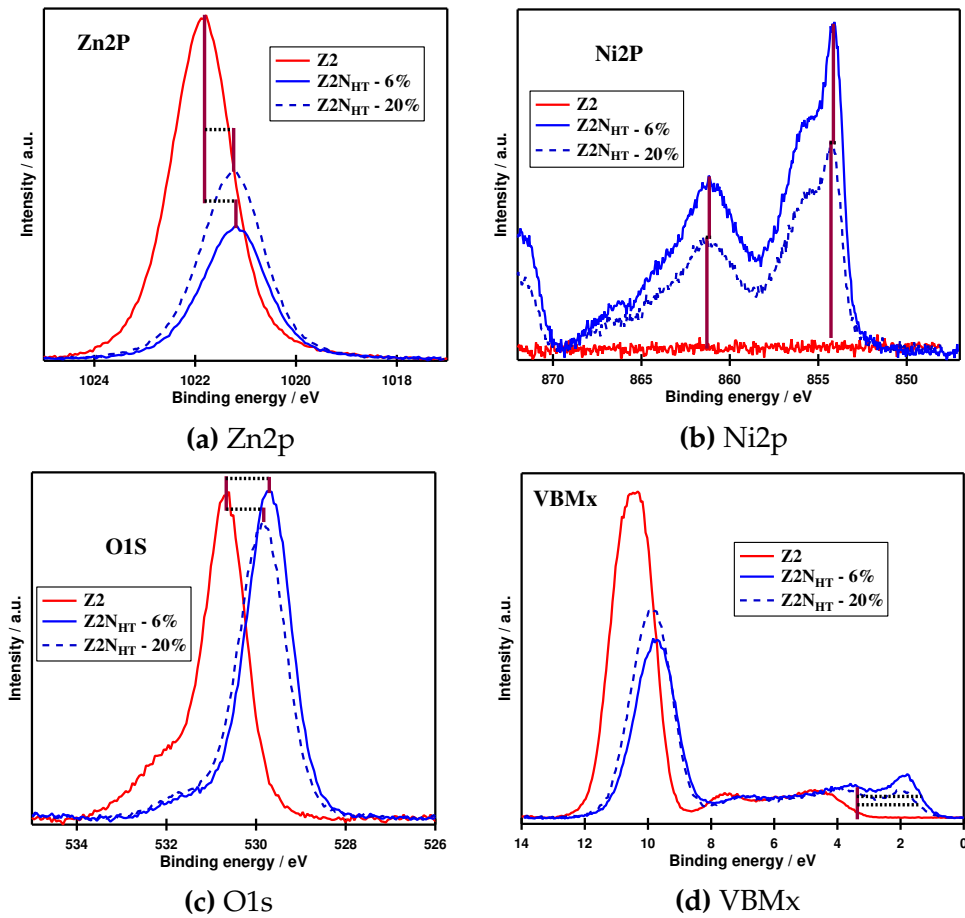 Zn2P
Z2
Z2N_HT - 6%
Z2N_HT - 20%
Intensity / a.u.
1024
1022
1020
1018
Binding energy / eV
(a) Zn2p
Ni2P
Z2
Z2N_HT - 6%
Z2N_HT - 20%
Intensity / a.u.
870
865
860
854
850
Binding energy / eV
(b) Ni2p
O1S
Z2
Z2N_HT - 6%
Z2N_HT - 20%
Intensity / a.u.
534
532
530
528
526
Binding energy / eV
(c) O1s
VBMx
Z2
Z2N_HT - 6%
Z2N_HT - 20%
Intensity / a.u.
14
12
10
8
6
4
2
0
Binding energy / eV
(d) VBMx